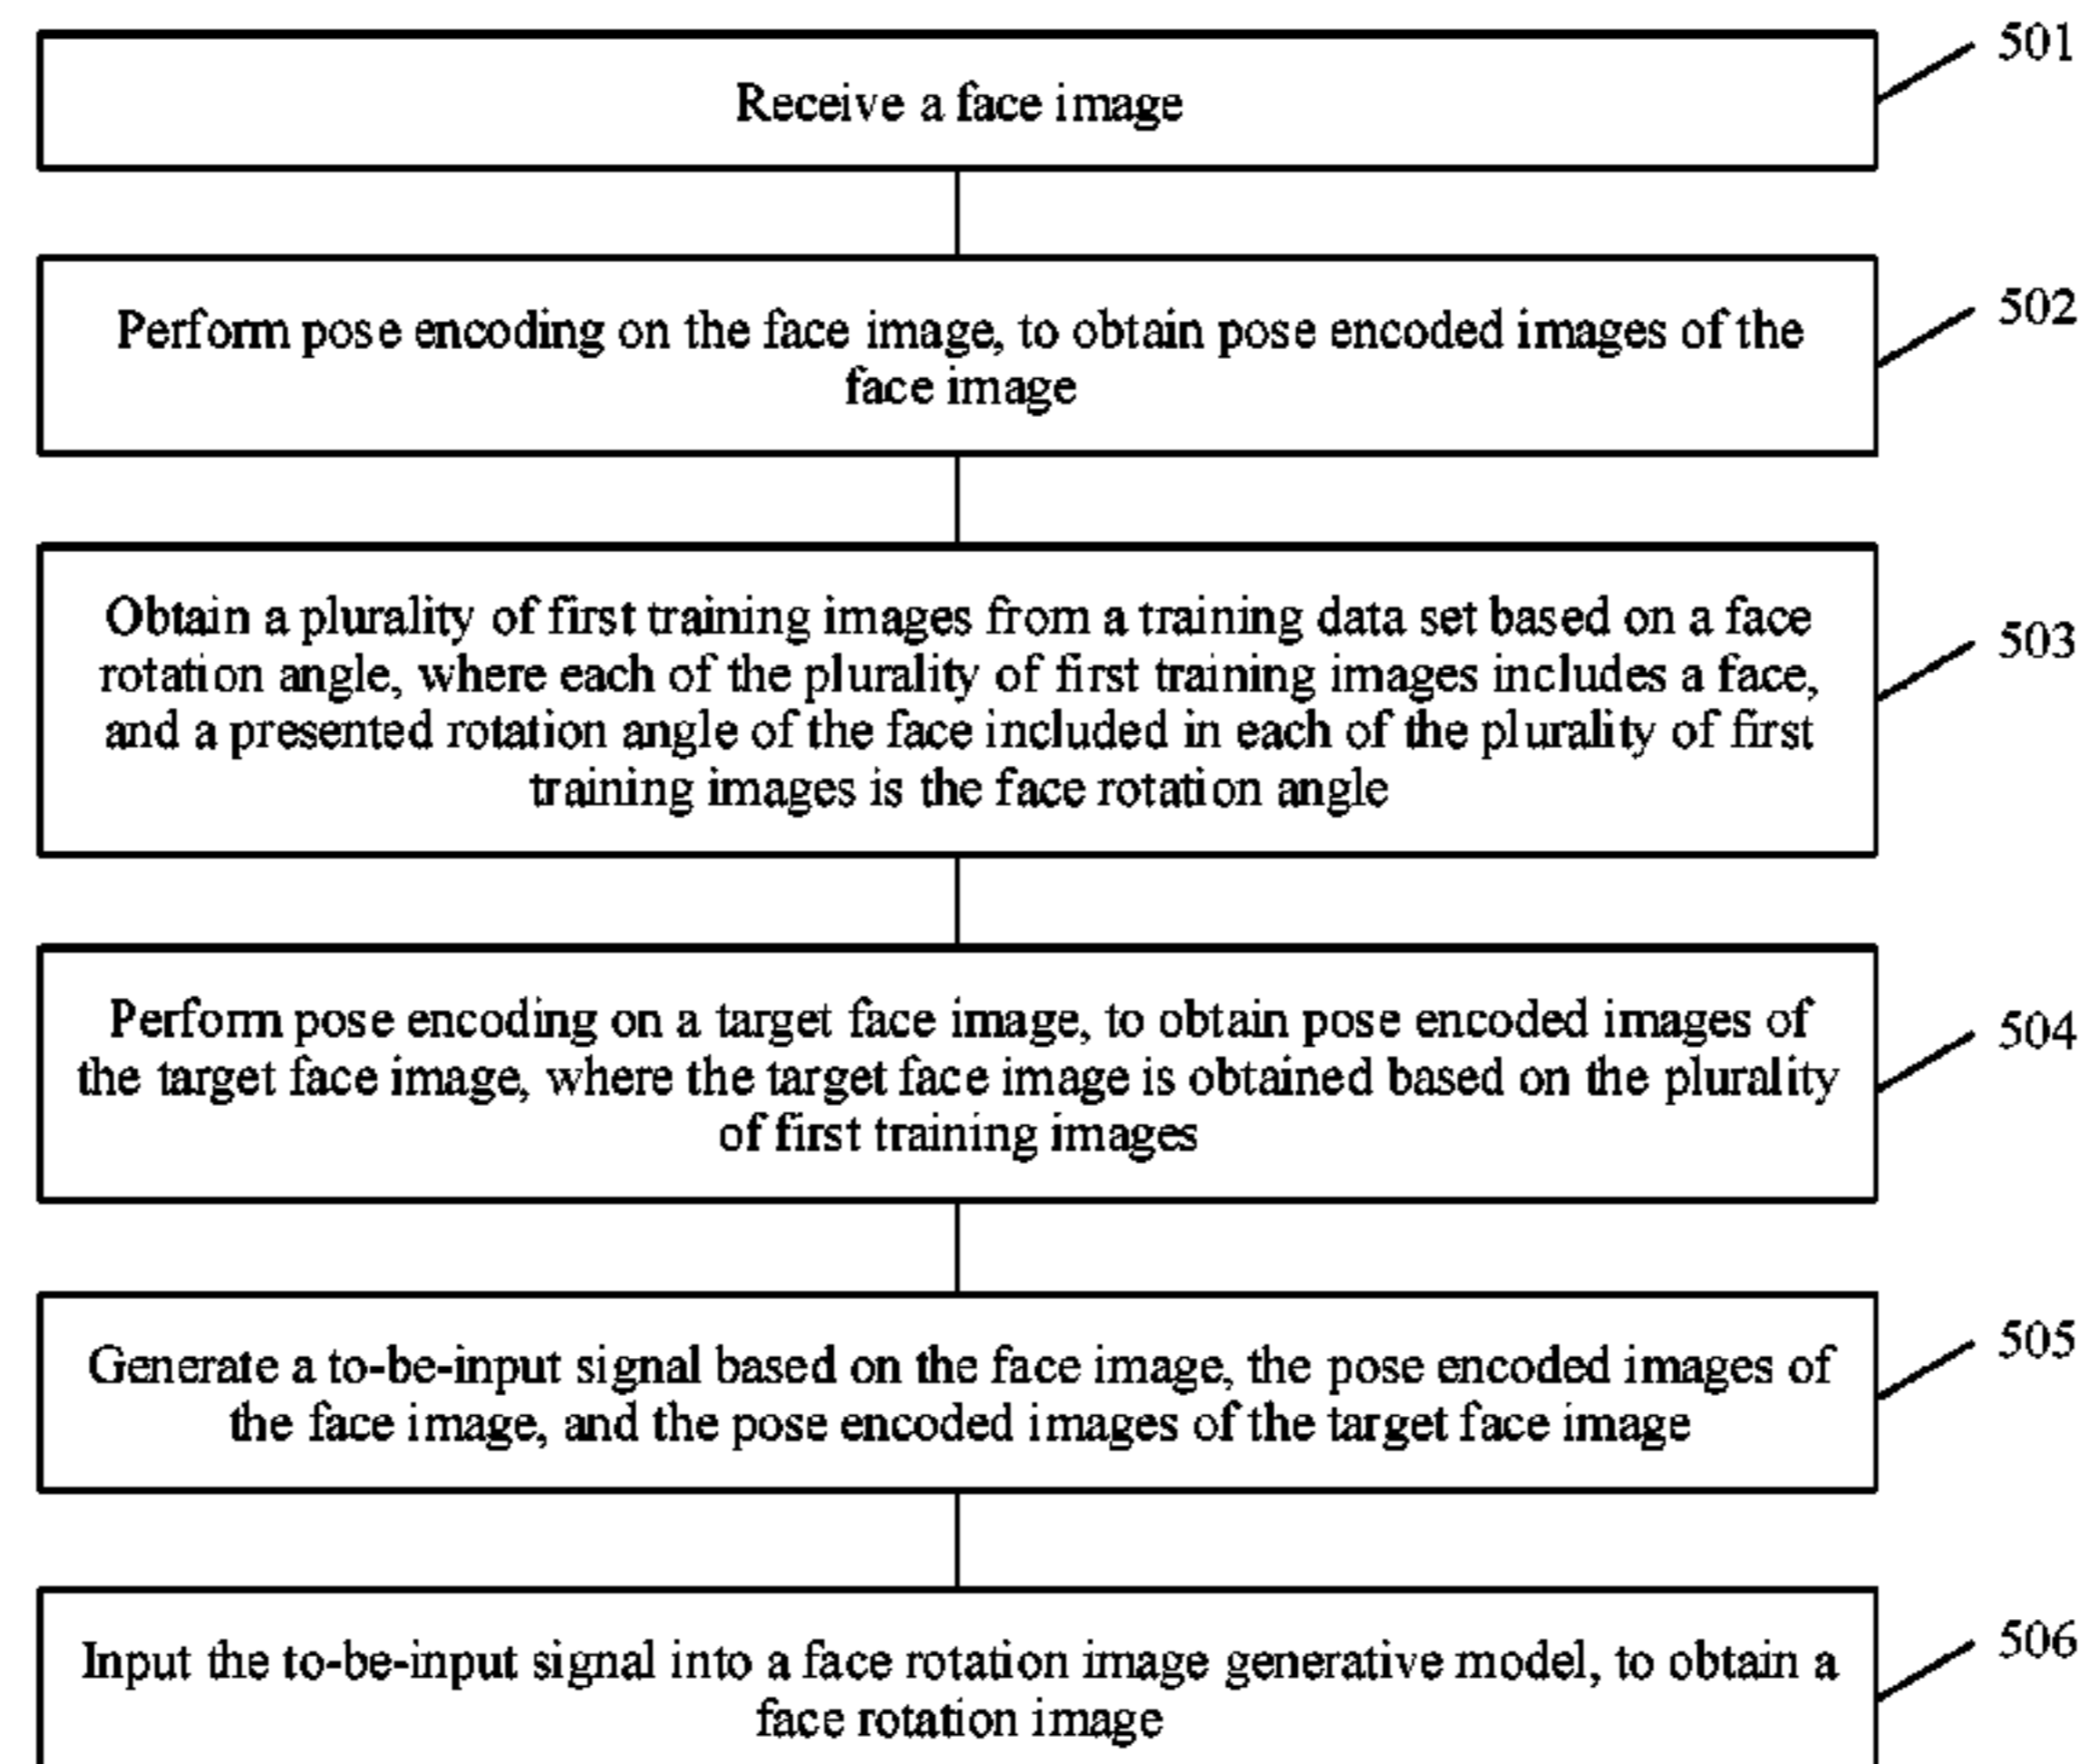 501
Receive a face image
502
Perform pose encoding on the face image, to obtain pose encoded images of the
face image
503
Obtain a plurality of first training images from a training data set based on a face
rotation angle, where each of the plurality of first training images includes a face,
and a presented rotation angle of the face included in each of the plurality of first
training images is the face rotation angle
504
Perform pose encoding on a target face image, to obtain pose encoded images of
the target face image, where the target face image is obtained based on the plurality
of first training images
505
Generate a to-be-input signal based on the face image, the pose encoded images of
the face image, and the pose encoded images of the target face image
506
Input the to-be-input signal into a face rotation image generative model, to obtain a
face rotation image